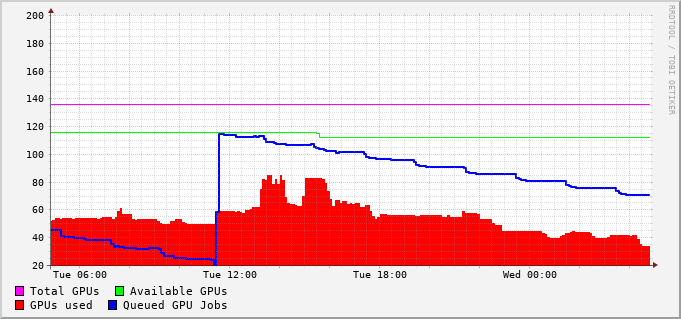 200
180
160
140
120
100
80
60
40
20
Tue 06:00 Tue 12:00 Tue 18:00 Wed 00:00
Total GPUs Available GPUs
GPUs used Queued GPU Jobs
RRDTOOL / TOBI OETIKER